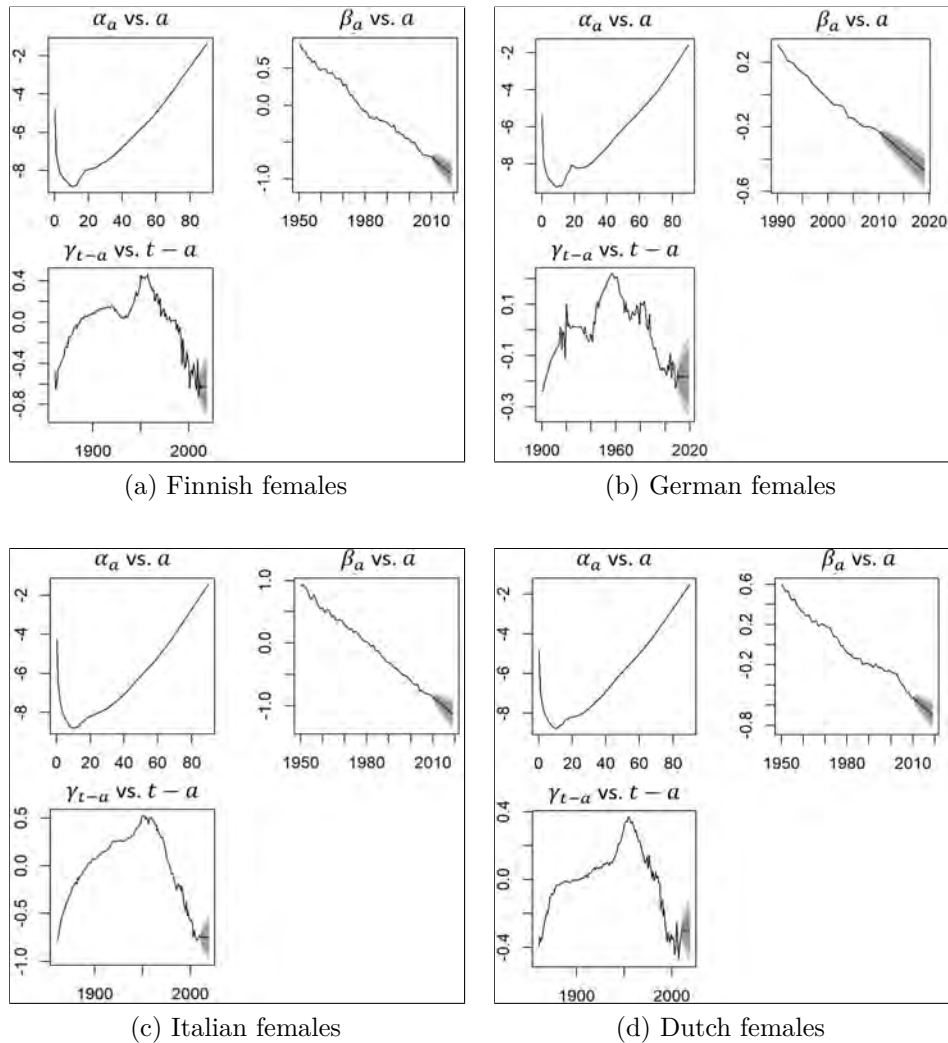 α_a vs. a
β_a vs. a
-2
-4
-6
-8
0 20 40 60 80
0.5
0.0
-1.0
1950 1980 2010
γ_{t−a} vs. t − a
0.4
0.0
-0.4
-0.8
1900 2000
(a) Finnish females
α_a vs. a
β_a vs. a
-2
-4
-6
-8
0 20 40 60 80
0.2
-0.2
-0.6
1990 2000 2010 2020
γ_{t−a} vs. t − a
0.1
-0.1
-0.3
1900 1960 2020
(b) German females
α_a vs. a
β_a vs. a
-2
-4
-6
-8
0 20 40 60 80
1.0
0.0
-1.0
1950 1980 2010
γ_{t−a} vs. t − a
0.5
0.0
-0.5
-1.0
1900 2000
(c) Italian females
α_a vs. a
β_a vs. a
-2
-4
-6
-8
0 20 40 60 80
0.6
0.2
-0.2
-0.8
1950 1980 2010
γ_{t−a} vs. t − a
0.4
0.0
-0.4
1900 2000
(d) Dutch females